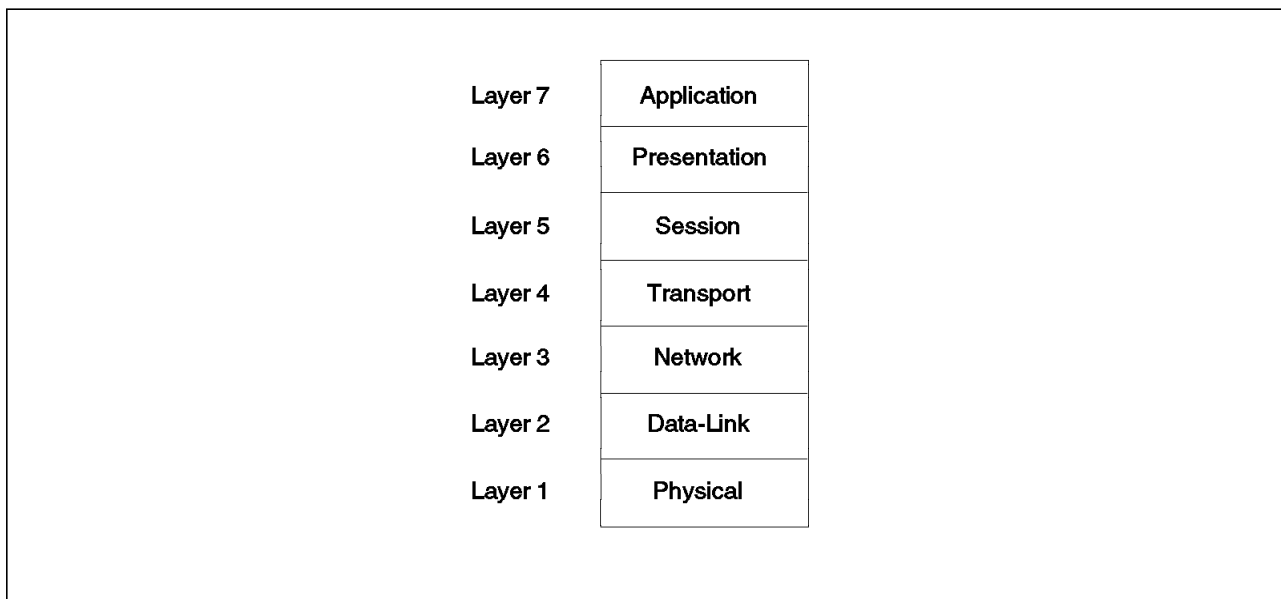 Layer 7 Application
Layer 6 Presentation
Layer 5 Session
Layer 4 Transport
Layer 3 Network
Layer 2 Data-Link
Layer 1 Physical